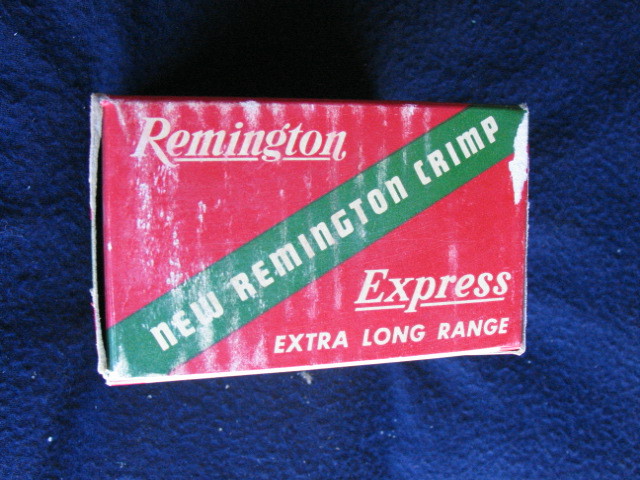 Remington
NEW REMINGTON CRIMP
Express
EXTRA LONG RANGE